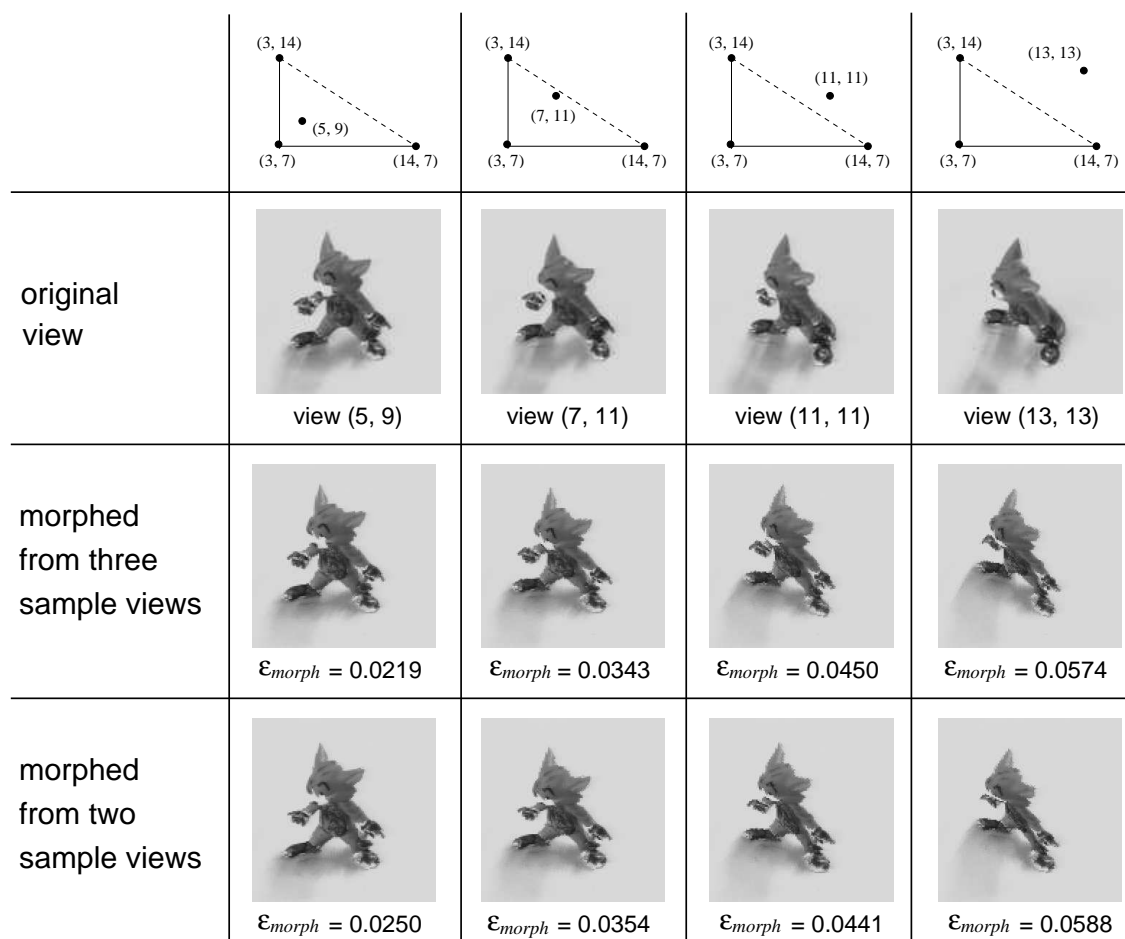 (3, 14)
(5, 9)
(3, 7)
(14, 7)
(3, 14)
(7, 11)
(3, 7)
(14, 7)
(3, 14)
(11, 11)
(3, 7)
(14, 7)
(3, 14)
(13, 13)
(3, 7)
(14, 7)
original
view
view (5, 9)
view (7, 11)
view (11, 11)
view (13, 13)
morphed
from three
sample views
εmorph = 0.0219
εmorph = 0.0343
εmorph = 0.0450
εmorph = 0.0574
morphed
from two
sample views
εmorph = 0.0250
εmorph = 0.0354
εmorph = 0.0441
εmorph = 0.0588